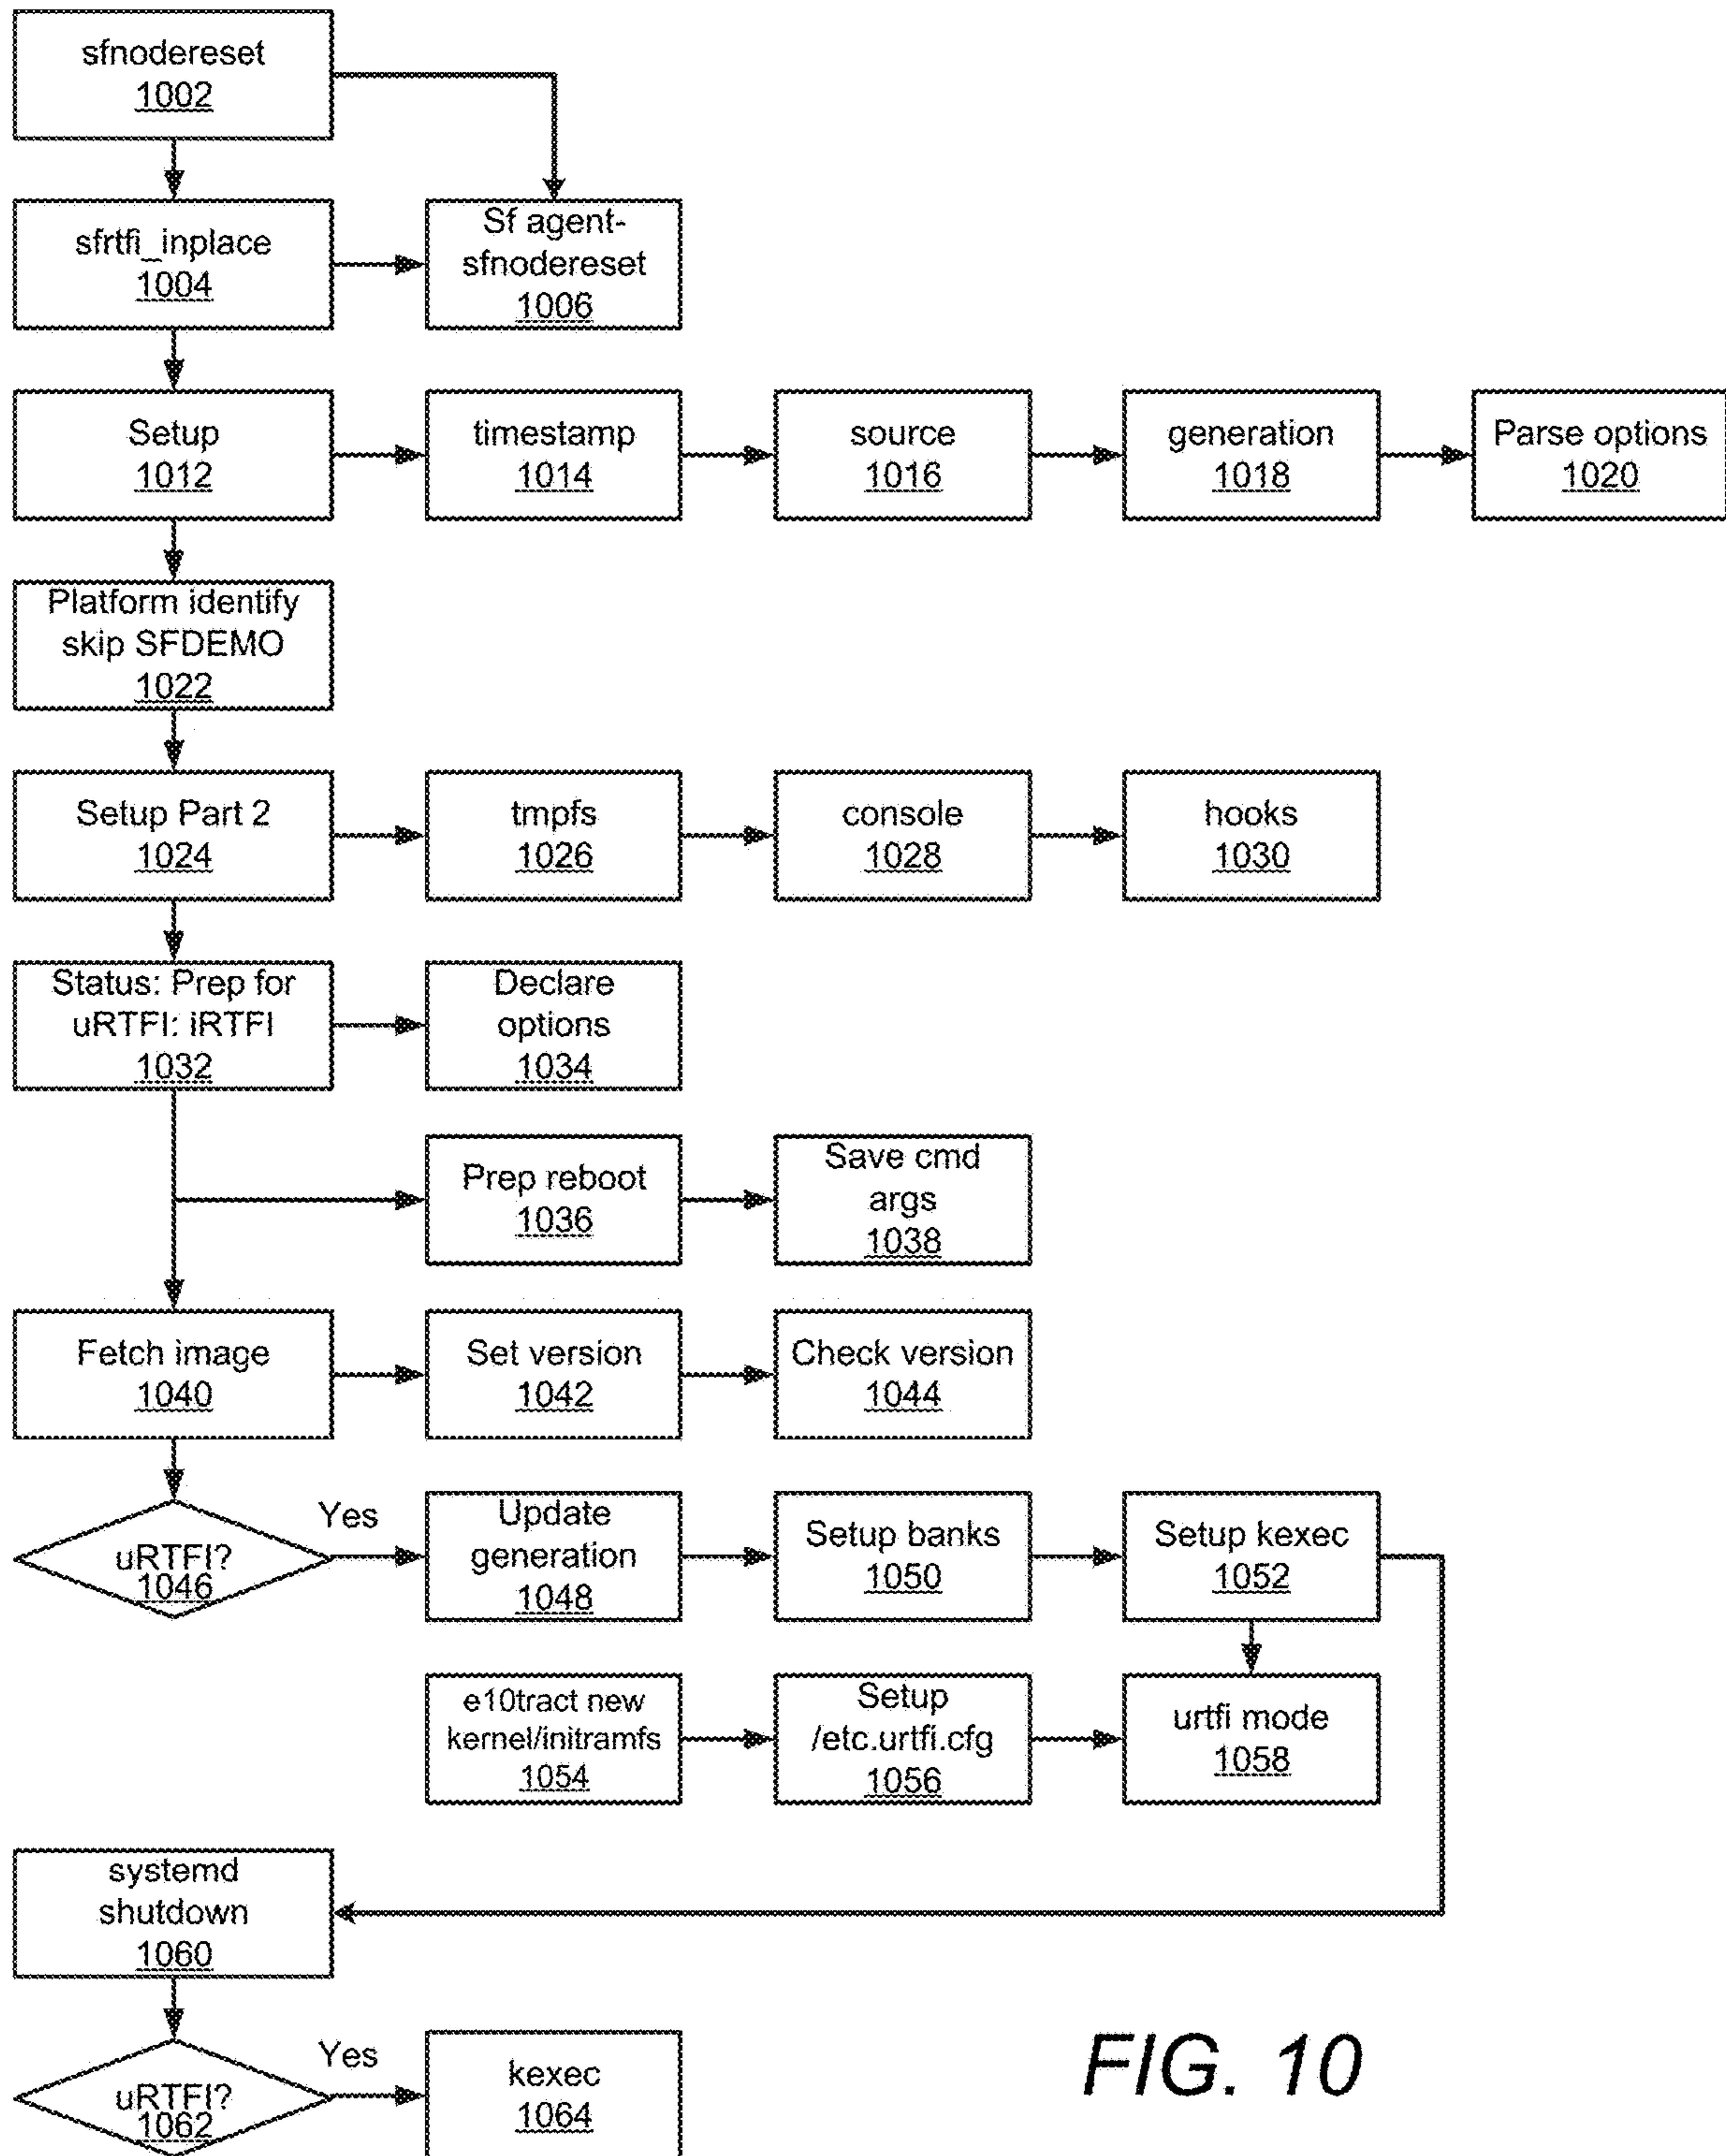 sfnodereset
1002
sfrtfi_inplace
1004
Sf agent-
sfnodereset
1006
Setup
1012
timestamp
1014
source
1016
generation
1018
Parse options
1020
Platform identify
skip SFDEMO
1022
Setup Part 2
1024
tmpfs
1026
console
1028
hooks
1030
Status: Prep for
uRTFI: iRTFI
1032
Declare
options
1034
Prep reboot
1036
Save cmd
args
1038
Fetch image
1040
Set version
1042
Check version
1044
uRTFI?
1046
Yes
Update
generation
1048
Setup banks
1050
Setup kexec
1052
e10tract new
kernel/initramfs
1054
Setup
/etc.urtfi.cfg
1056
urtfi mode
1058
systemd
shutdown
1060
uRTFI?
1062
Yes
kexec
1064
FIG. 10